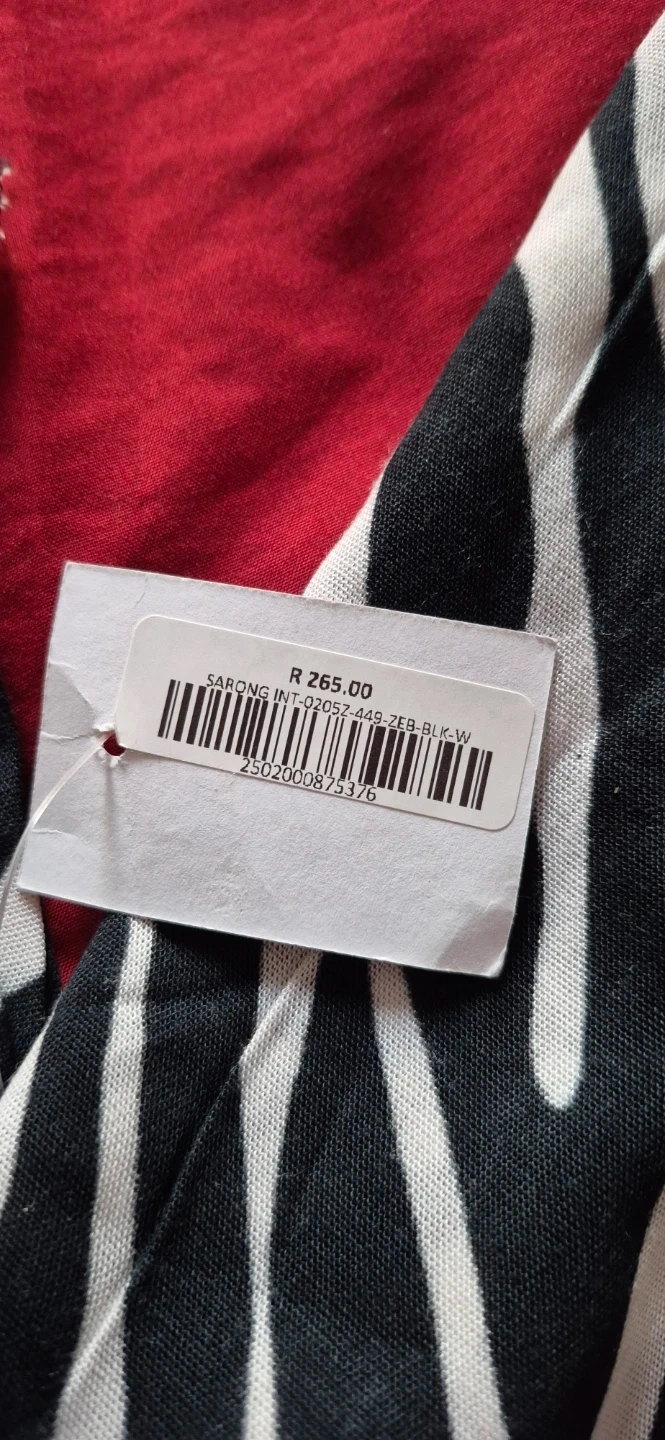 R 265.00
SARONG INT-0205Z-449-ZEB-BLK-W
2502000875376